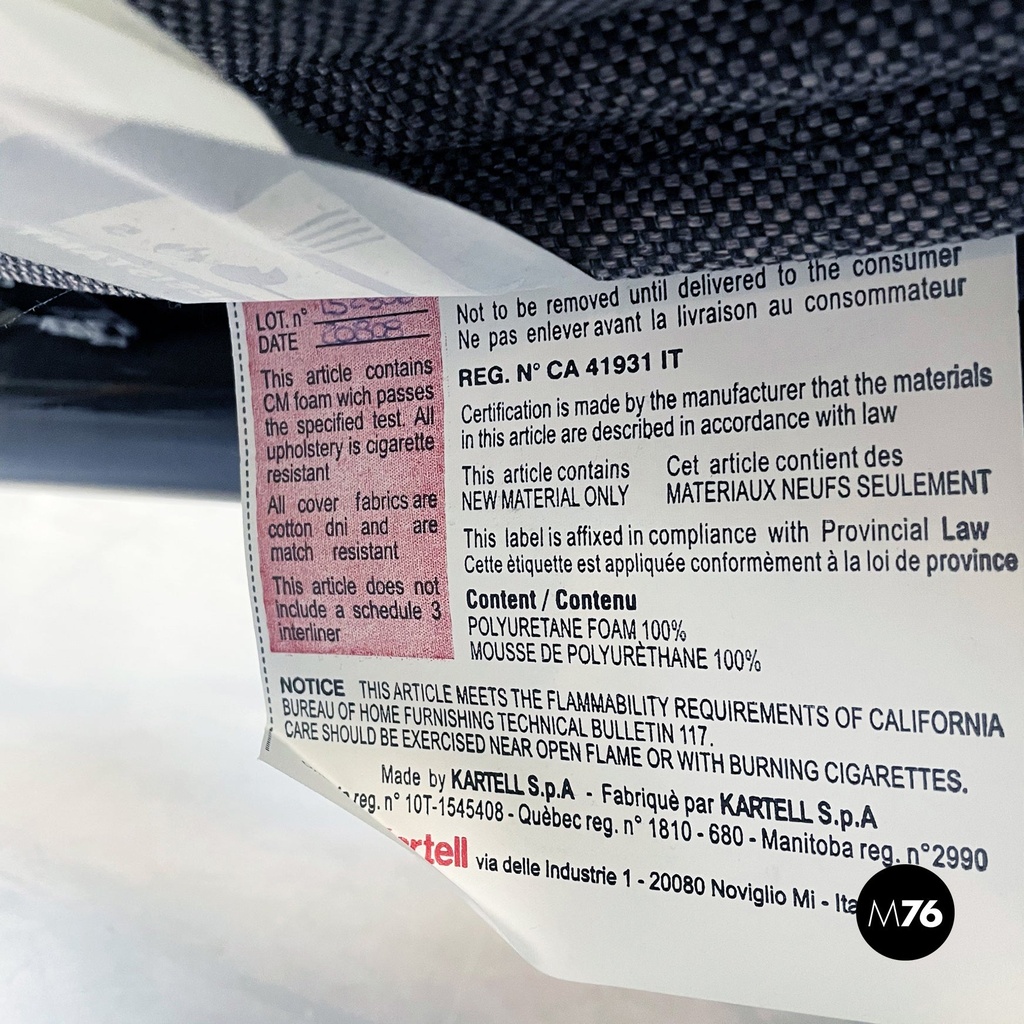 LOT. n°
DATE
This article contains
CM foam wich passes
the specified test. All
upholstery is cigarette
resistant
All cover fabrics are
cotton dni and are
match resistant
This article does not
include a schedule 3
interliner
Not to be removed until delivered to the consumer
Ne pas enlever avant la livraison au consommateur
REG. N° CA 41931 IT
Certification is made by the manufacturer that the materials
in this article are described in accordance with law
This article contains
NEW MATERIAL ONLY
Cet article contient des
MATERIAUX NEUFS SEULEMENT
This label is affixed in compliance with Provincial Law
Cette ètiquette est appliquée conformèment à la loi de province
Content / Contenu
POLYURETANE FOAM 100%
MOUSSE DE POLYURÈTHANE 100%
NOTICE THIS ARTICLE MEETS THE FLAMMABILITY REQUIREMENTS OF CALIFORNIA
BUREAU OF HOME FURNISHING TECHNICAL BULLETIN 117.
CARE SHOULD BE EXERCISED NEAR OPEN FLAME OR WITH BURNING CIGARETTES.
Made by KARTELL S.p.A - Fabriquè par KARTELL S.p.A
reg. n° 10T-1545408 - Quèbec reg. n° 1810 - 680 - Manitoba reg. n°2990
rtell via delle Industrie 1 - 20080 Noviglio Mi - Ita
M76